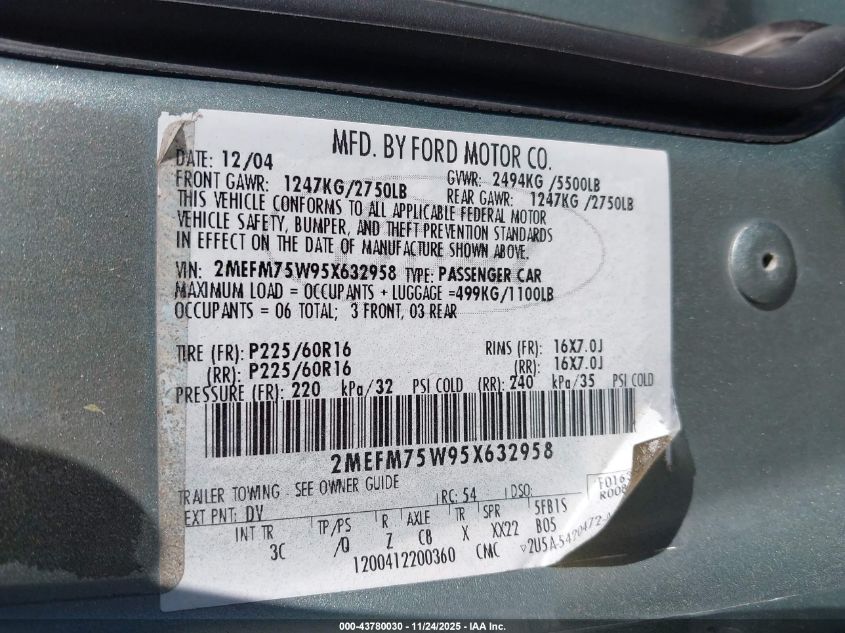 MFD. BY FORD MOTOR CO.
DATE: 12/04
FRONT GAWR: 1247KG/2750LB
GVWR: 2494KG /5500LB
REAR GAWR: 1247KG /2750LB
THIS VEHICLE CONFORMS TO ALL APPLICABLE FEDERAL MOTOR
VEHICLE SAFETY, BUMPER, AND THEFT PREVENTION STANDARDS
IN EFFECT ON THE DATE OF MANUFACTURE SHOWN ABOVE.
VIN: 2MEFM75W95X632958 TYPE: PASSENGER CAR
MAXIMUM LOAD = OCCUPANTS + LUGGAGE =499KG/1100LB
OCCUPANTS = 06 TOTAL; 3 FRONT, 03 REAR
TIRE (FR): P225/60R16 RIMS (FR): 16X7.0J
(RR): P225/60R16 (RR): 16X7.0J
PRESSURE (FR): 220 kPa/32 PSI COLD (RR): 240 kPa/35 PSI COLD
2MEFM75W95X632958
TRAILER TOWING - SEE OWNER GUIDE
EXT PNT: DV RC: 54 DSO:
INT TR TP/PS R AXLE TR SPR 5FB1S
3C /Q Z C8 X XX22 B05
1200412200360 CMC
000-43780030 - 11/24/2025 - IAA Inc.